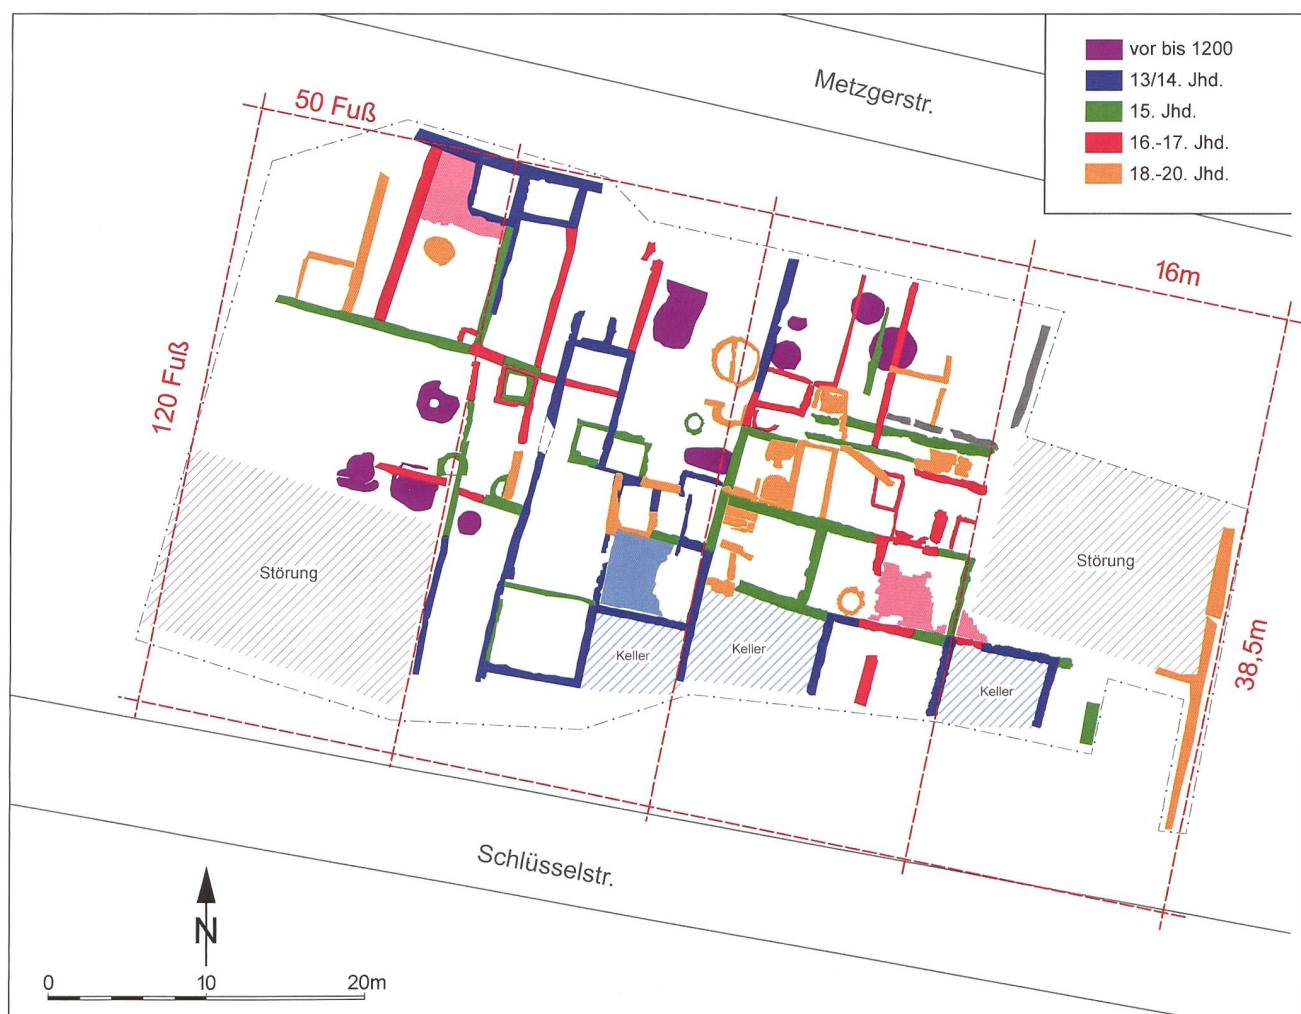 vor bis 1200
13/14. Jhd.
15. Jhd.
16.-17. Jhd.
18.-20. Jhd.
Metzgerstr.
50 Fuß
16m
120 Fuß
Störung
Störung
Keller
Keller
Keller
38,5m
Schlüsselstr.
N
0 10 20m